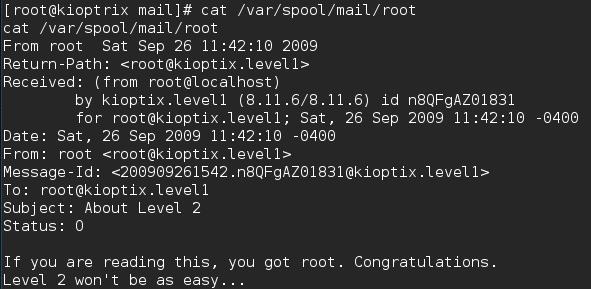 [root@kioptrix mail]# cat /var/spool/mail/root
cat /var/spool/mail/root
From root  Sat Sep 26 11:42:10 2009
Return-Path: <root@kioptix.level1>
Received: (from root@localhost)
        by kioptix.level1 (8.11.6/8.11.6) id n8QFgAZ01831
        for root@kioptix.level1; Sat, 26 Sep 2009 11:42:10 -0400
Date: Sat, 26 Sep 2009 11:42:10 -0400
From: root <root@kioptix.level1>
Message-Id: <200909261542.n8QFgAZ01831@kioptix.level1>
To: root@kioptix.level1
Subject: About Level 2
Status: O

If you are reading this, you got root. Congratulations.
Level 2 won't be as easy...